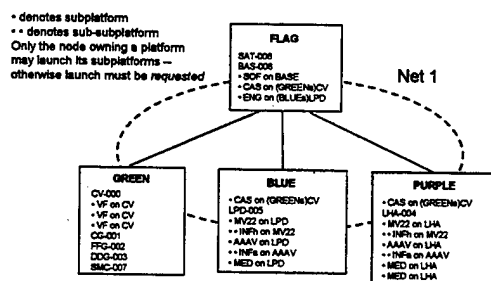 • denotes subplatform
•• denotes sub-subplatform
Only the node owning a platform
may launch its subplatforms –
otherwise launch must be requested
FLAG
SAT-008
BAS-006
• SOF on BASE
• CAS on (GREENs)CV
• ENG on (BLUEs)LPD
Net 1
GREEN
CV-000
• VF on CV
• VF on CV
• VF on CV
CG-001
FFG-002
DDG-003
SMC-007
BLUE
• CAS on (GREENs)CV
LPD-005
• MV22 on LPD
•• INFh on MV22
• AAAV on LPD
•• INFa on AAAV
• MED on LPD
PURPLE
• CAS on (GREENs)CV
LHA-004
• MV22 on LHA
•• INFh on MV22
• AAAV on LHA
•• INFa on AAAV
• MED on LHA
• MED on LHA